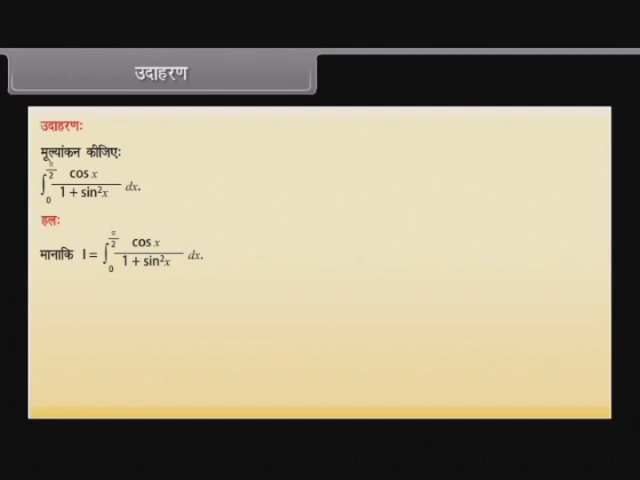 उदाहरण
उदाहरण:
मूल्यांकन कीजिए:
∫₀^(π/2) cos x / (1 + sin²x) dx.
हल:
मानाकि I = ∫₀^(π/2) cos x / (1 + sin²x) dx.